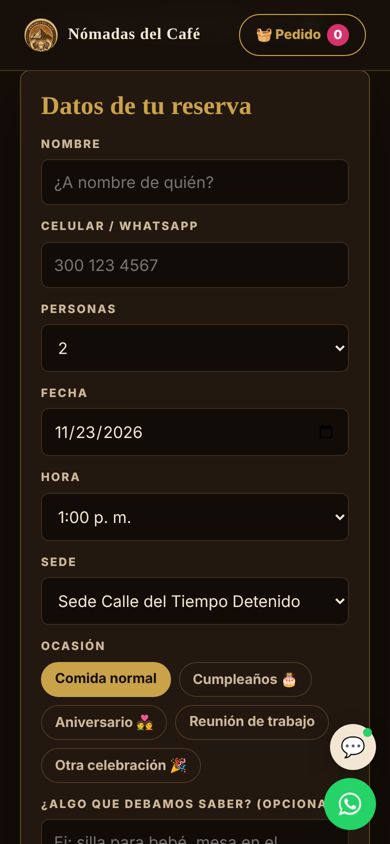 Nómadas del Café
🧺 Pedido 0
Datos de tu reserva
NOMBRE
¿A nombre de quién?
CELULAR / WHATSAPP
300 123 4567
PERSONAS
2
FECHA
11/23/2026
HORA
1:00 p. m.
SEDE
Sede Calle del Tiempo Detenido
OCASIÓN
Comida normal
Cumpleaños 🎂
Aniversario 💑
Reunión de trabajo
Otra celebración 🎉
¿ALGO QUE DEBAMOS SABER? (OPCIONA
Ej: silla para bebé, mesa en el